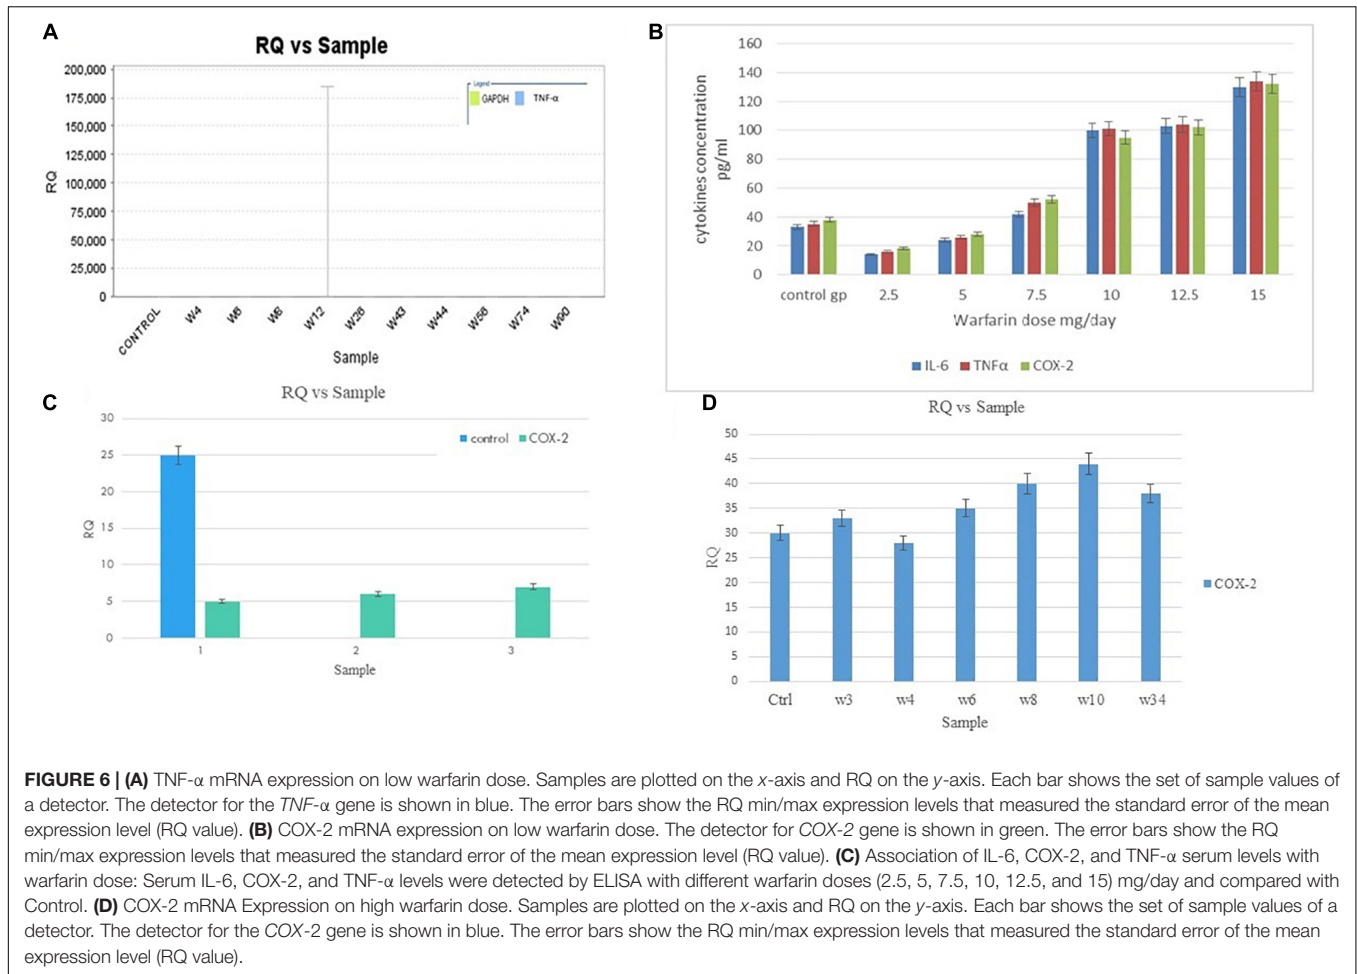 A
RQ vs Sample
200,000
175,000
150,000
125,000
100,000
75,000
50,000
25,000
0
RQ
Legend
GAPDH TNF-α
CONTROL W4 W6 W8 W12 W26 W43 W44 W56 W74 W90
Sample
B
160
140
120
100
80
60
40
20
0
cytokines concentration
pg/ml
control gp 2.5 5 7.5 10 12.5 15
Warfarin dose mg/day
IL-6 TNFα COX-2
C
RQ vs Sample
30
25
20
15
10
5
0
RQ
control COX-2
1 2 3
Sample
D
RQ vs Sample
50
45
40
35
30
25
20
15
10
5
0
RQ
COX-2
Ctrl w3 w4 w6 w8 w10 w34
Sample
FIGURE 6 | (A) TNF-α mRNA expression on low warfarin dose. Samples are plotted on the x-axis and RQ on the y-axis. Each bar shows the set of sample values of
a detector. The detector for the TNF-α gene is shown in blue. The error bars show the RQ min/max expression levels that measured the standard error of the mean
expression level (RQ value). (B) COX-2 mRNA expression on low warfarin dose. The detector for COX-2 gene is shown in green. The error bars show the RQ
min/max expression levels that measured the standard error of the mean expression level (RQ value). (C) Association of IL-6, COX-2, and TNF-α serum levels with
warfarin dose: Serum IL-6, COX-2, and TNF-α levels were detected by ELISA with different warfarin doses (2.5, 5, 7.5, 10, 12.5, and 15) mg/day and compared with
Control. (D) COX-2 mRNA Expression on high warfarin dose. Samples are plotted on the x-axis and RQ on the y-axis. Each bar shows the set of sample values of a
detector. The detector for the COX-2 gene is shown in blue. The error bars show the RQ min/max expression levels that measured the standard error of the mean
expression level (RQ value).